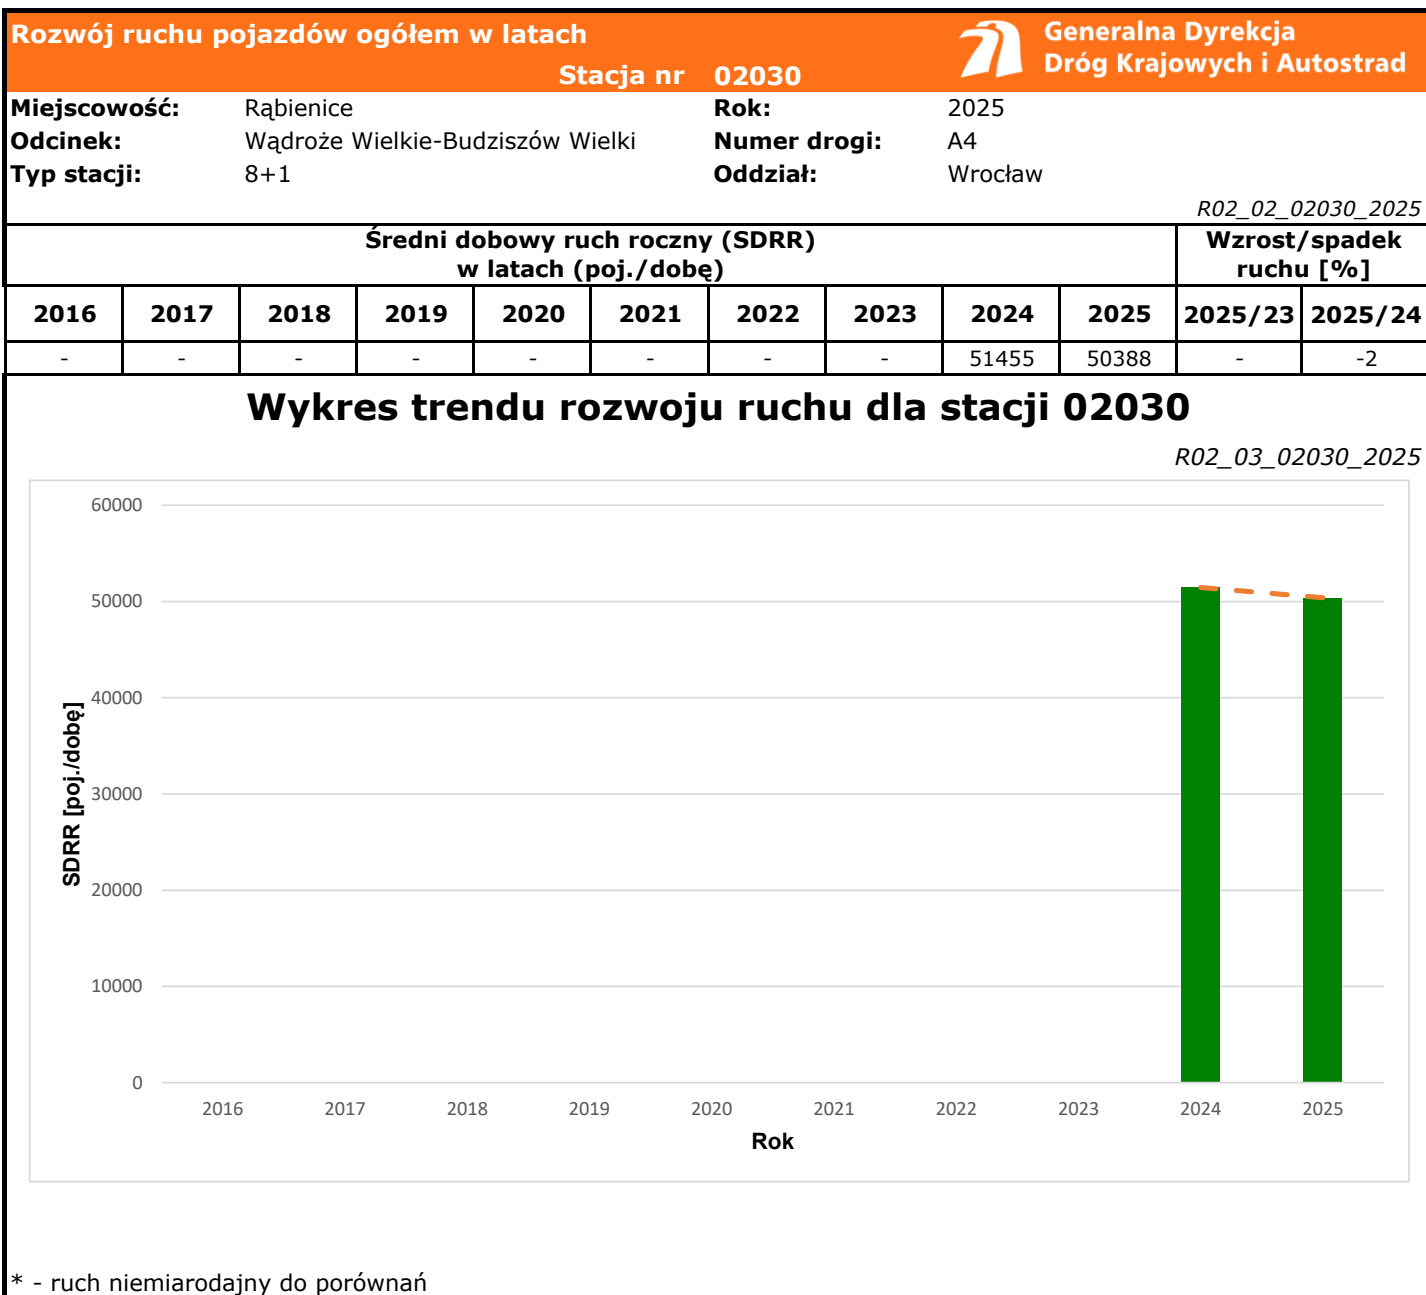 Rozwój ruchu pojazdów ogółem w latach
Stacja nr 02030
Generalna Dyrekcja
Dróg Krajowych i Autostrad
Miejscowość: Rąbienice Rok: 2025
Odcinek: Wądroże Wielkie-Budziszów Wielki Numer drogi: A4
Typ stacji: 8+1 Oddział: Wrocław
R02_02_02030_2025
Średni dobowy ruch roczny (SDRR)
w latach (poj./dobę)
Wzrost/spadek
ruchu [%]
2016 2017 2018 2019 2020 2021 2022 2023 2024 2025 2025/23 2025/24
- - - - - - - - 51455 50388 - -2
Wykres trendu rozwoju ruchu dla stacji 02030
R02_03_02030_2025
60000
50000
40000
30000
20000
10000
0
SDRR [poj./dobę]
2016 2017 2018 2019 2020 2021 2022 2023 2024 2025
Rok
* - ruch niemiarodajny do porównań